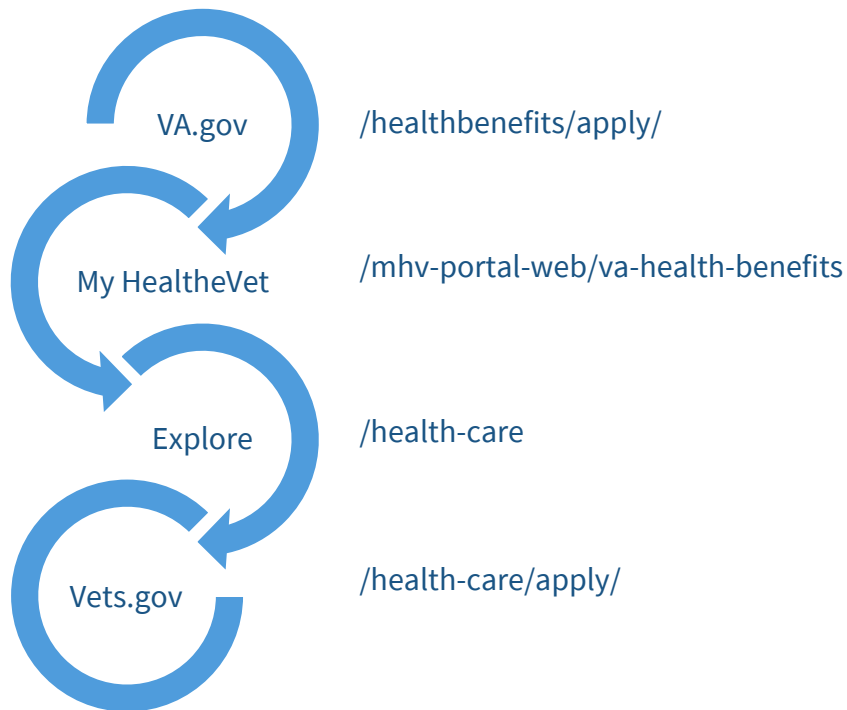 VA.gov
/healthbenefits/apply/
My HealtheVet
/mhv-portal-web/va-health-benefits
Explore
/health-care
Vets.gov
/health-care/apply/